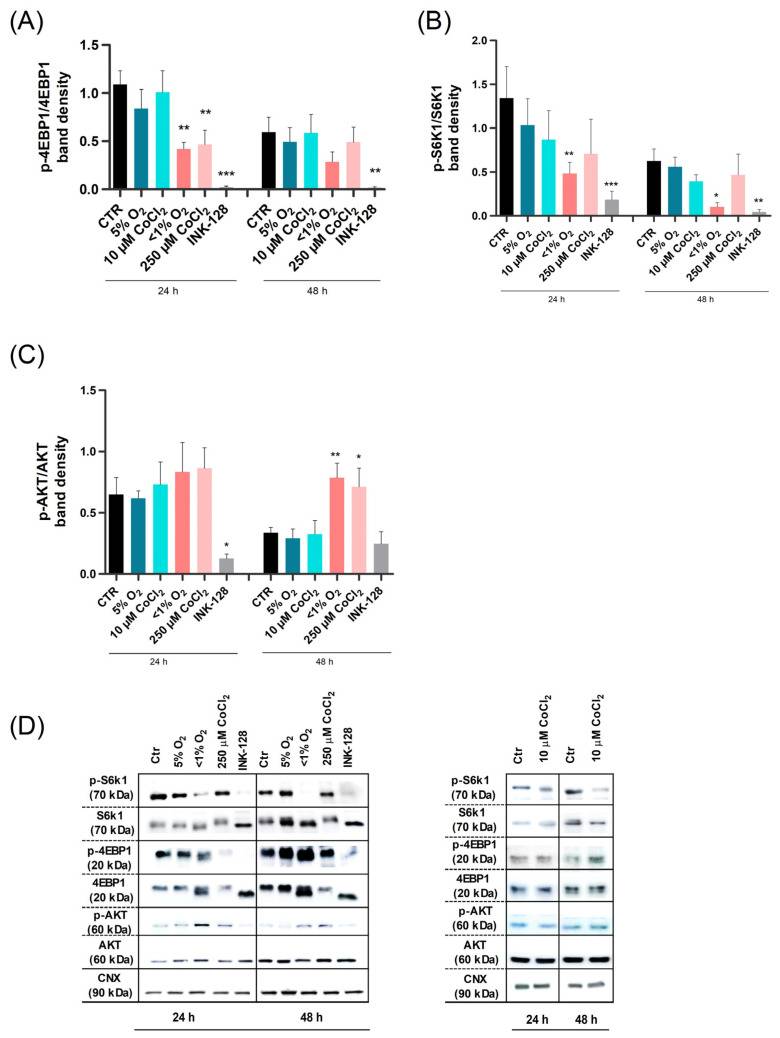 (A)
p-4EBP1/4EBP1
band density
1.5
1.0
0.5
0.0
**
**
***
**
CTR
5% O2
10 µM CoCl2
<1% O2
250 µM CoCl2
INK-128
CTR
5% O2
10 µM CoCl2
<1% O2
250 µM CoCl2
INK-128
24 h
48 h
(B)
p-S6K1/S6K1
band density
2.0
1.5
1.0
0.5
0.0
**
***
*
**
CTR
5% O2
10 µM CoCl2
<1% O2
250 µM CoCl2
INK-128
CTR
5% O2
10 µM CoCl2
<1% O2
250 µM CoCl2
INK-128
24 h
48 h
(C)
p-AKT/AKT
band density
1.5
1.0
0.5
0.0
*
**
*
CTR
5% O2
10 µM CoCl2
<1% O2
250 µM CoCl2
INK-128
CTR
5% O2
10 µM CoCl2
<1% O2
250 µM CoCl2
INK-128
24 h
48 h
(D)
Ctr
5% O2
<1% O2
250 µM CoCl2
INK-128
Ctr
5% O2
<1% O2
250 µM CoCl2
INK-128
p-S6k1
(70 kDa)
S6k1
(70 kDa)
p-4EBP1
(20 kDa)
4EBP1
(20 kDa)
p-AKT
(60 kDa)
AKT
(60 kDa)
CNX
(90 kDa)
24 h
48 h
Ctr
10 µM CoCl2
Ctr
10 µM CoCl2
p-S6k1
(70 kDa)
S6k1
(70 kDa)
p-4EBP1
(20 kDa)
4EBP1
(20 kDa)
p-AKT
(60 kDa)
AKT
(60 kDa)
CNX
(90 kDa)
24 h
48 h